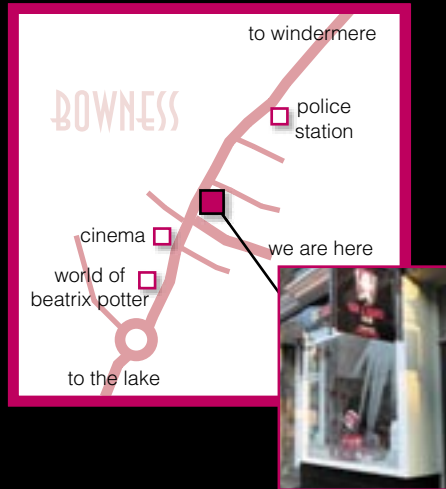 to windermere
BOWNESS
police
station
cinema
we are here
world of
beatrix potter
to the lake